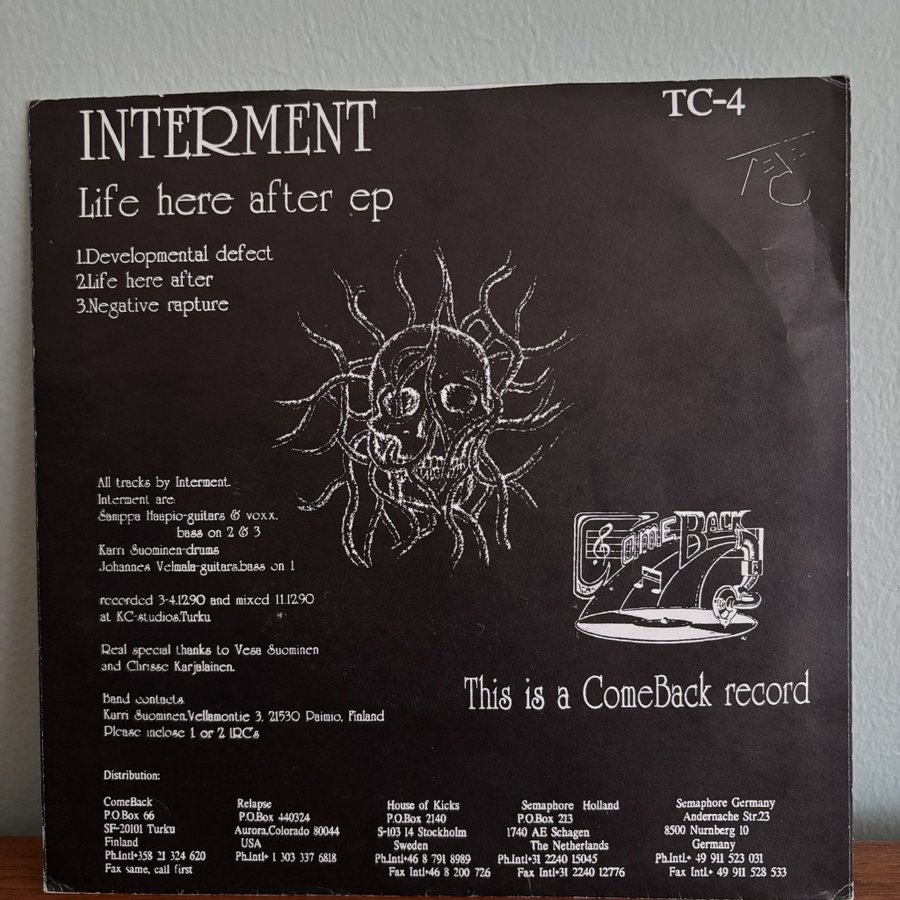 INTERMENT
TC-4
Life here after ep
1.Developmental defect
2.Life here after
3.Negative rapture
All tracks by Interment.
Interment are:
Samppa Haapio-guitars & voxx,
bass on 2 & 3
Karri Suominen-drums
Johannes Velmala-guitars,bass on 1
recorded 3-4.12.90 and mixed 11.12.90
at KC-studios,Turku
Real special thanks to Vesa Suominen
and Chrisse Karjalainen.
Band contacts
Karri Suominen,Vellamontie 3, 21530 Paimio, Finland
Please inclose 1 or 2 IRCs
COMEBACK
This is a ComeBack record
Distribution:
ComeBack
P.O.Box 66
SF-20101 Turku
Finland
Ph.Intl+358 21 324 620
Fax same, call first
Relapse
P.O.Box 440324
Aurora,Colorado 80044
USA
Ph.Intl+ 1 303 337 6818
House of Kicks
P.O.Box 2140
S-103 14 Stockholm
Sweden
Ph.Intl+46 8 791 8989
Fax Intl+46 8 200 726
Semaphore Holland
P.O.Box 213
1740 AE Schagen
The Netherlands
Ph.Intl+31 2240 15045
Fax Intl+31 2240 12776
Semaphore Germany
Andernache Str.23
8500 Nurnberg 10
Germany
Ph.Intl.+ 49 911 523 031
Fax Intl.+ 49 911 528 533